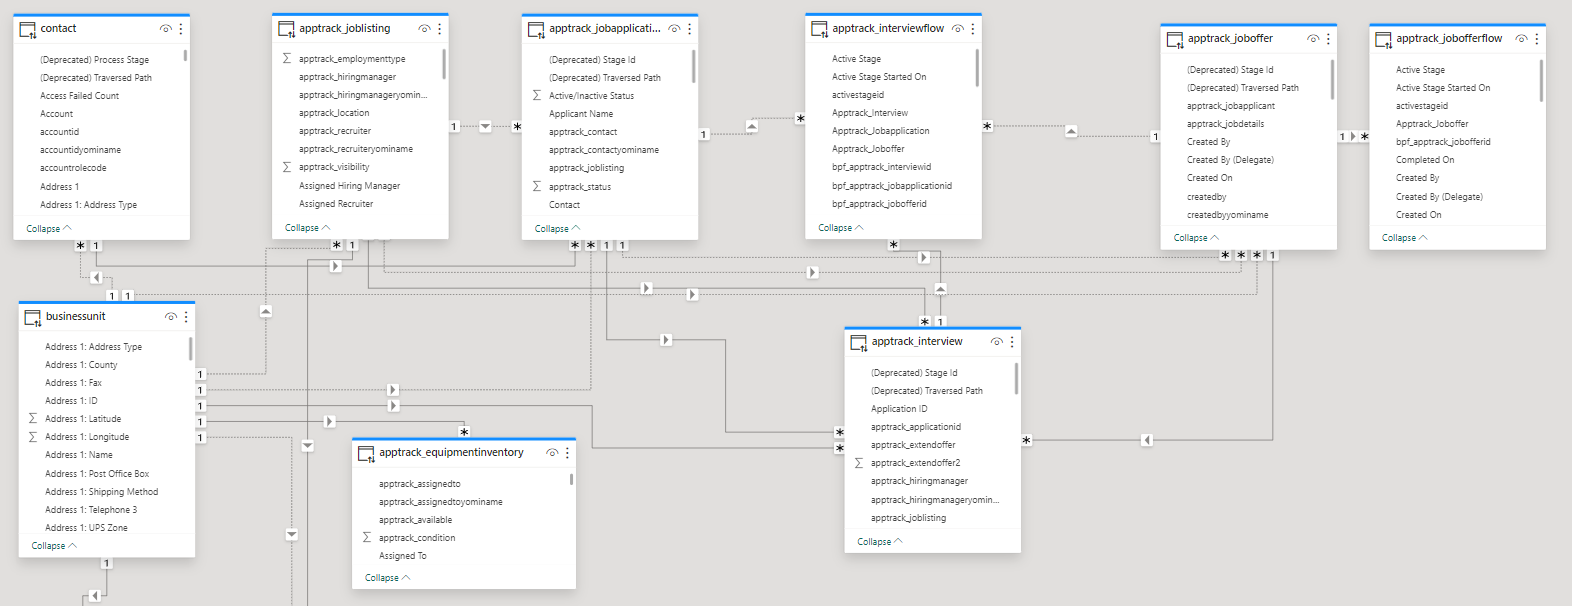 contact
(Deprecated) Process Stage
(Deprecated) Traversed Path
Access Failed Count
Account
accountid
accountidyominame
accountrolecode
Address 1
Address 1: Address Type
Collapse
apptrack_joblisting
apptrack_employmenttype
apptrack_hiringmanager
apptrack_hiringmanageryomin...
apptrack_location
apptrack_recruiter
apptrack_recruiteryominame
apptrack_visibility
Assigned Hiring Manager
Assigned Recruiter
Collapse
apptrack_jobapplicati...
(Deprecated) Stage Id
(Deprecated) Traversed Path
Active/Inactive Status
Applicant Name
apptrack_contact
apptrack_contactyominame
apptrack_joblisting
apptrack_status
Contact
Collapse
apptrack_interviewflow
Active Stage
Active Stage Started On
activestageid
Apptrack_Interview
Apptrack_Jobapplication
Apptrack_Joboffer
bpf_apptrack_interviewid
bpf_apptrack_jobapplicationid
bpf_apptrack_jobofferid
Collapse
apptrack_joboffer
(Deprecated) Stage Id
(Deprecated) Traversed Path
apptrack_jobapplicant
apptrack_jobdetails
Created By
Created By (Delegate)
Created On
createdby
createdbyyominame
Collapse
apptrack_jobofferflow
Active Stage
Active Stage Started On
activestageid
Apptrack_Joboffer
bpf_apptrack_jobofferid
Completed On
Created By
Created By (Delegate)
Created On
Collapse
businessunit
Address 1: Address Type
Address 1: County
Address 1: Fax
Address 1: ID
Address 1: Latitude
Address 1: Longitude
Address 1: Name
Address 1: Post Office Box
Address 1: Shipping Method
Address 1: Telephone 3
Address 1: UPS Zone
Collapse
apptrack_equipmentinventory
apptrack_assignedto
apptrack_assignedtoyominame
apptrack_available
apptrack_condition
Assigned To
Collapse
apptrack_interview
(Deprecated) Stage Id
(Deprecated) Traversed Path
Application ID
apptrack_applicationid
apptrack_extendoffer
apptrack_extendoffer2
apptrack_hiringmanager
apptrack_hiringmanageryomin...
apptrack_joblisting
Collapse